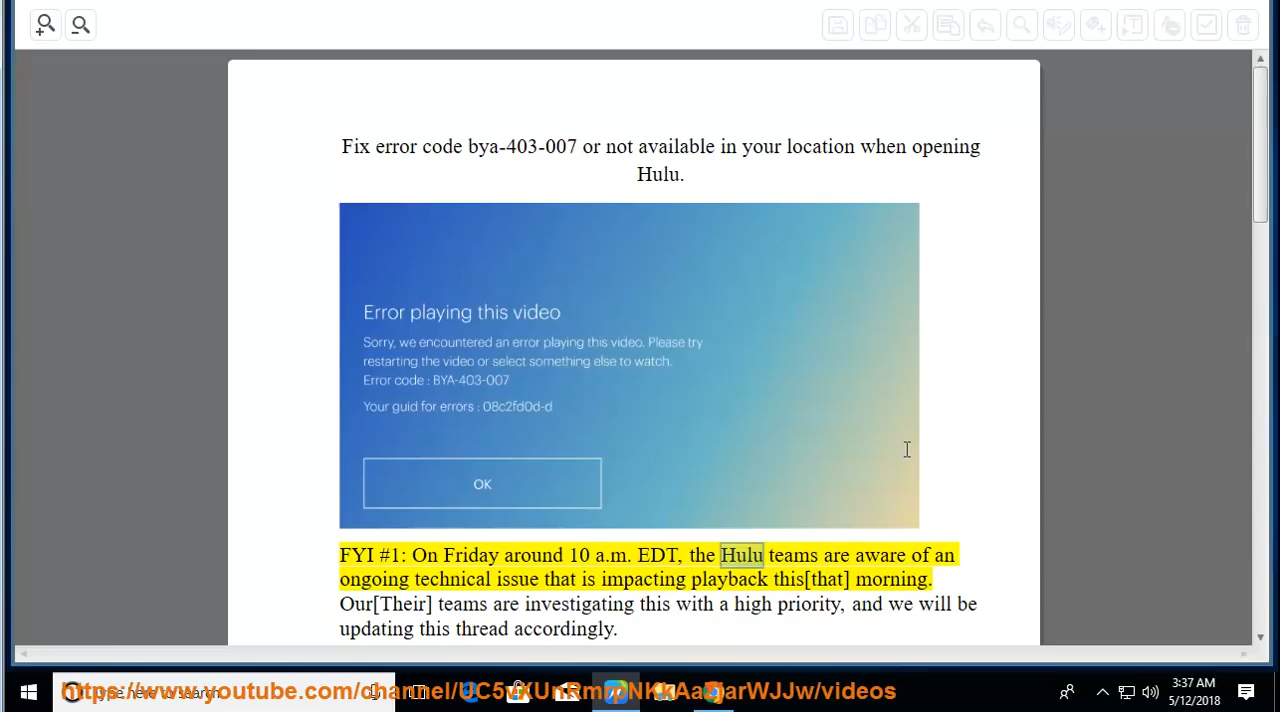 Fix error code bya-403-007 or not available in your location when opening
Hulu.
Error playing this video
Sorry, we encountered an error playing this video. Please try
restarting the video or select something else to watch.
Error code : BYA-403-007
Your guid for errors : 08c2fd0d-d
OK
FYI #1: On Friday around 10 a.m. EDT, the Hulu teams are aware of an
ongoing technical issue that is impacting playback this[that] morning.
Our[Their] teams are investigating this with a high priority, and we will be
updating this thread accordingly.
3:37 AM
5/12/2018